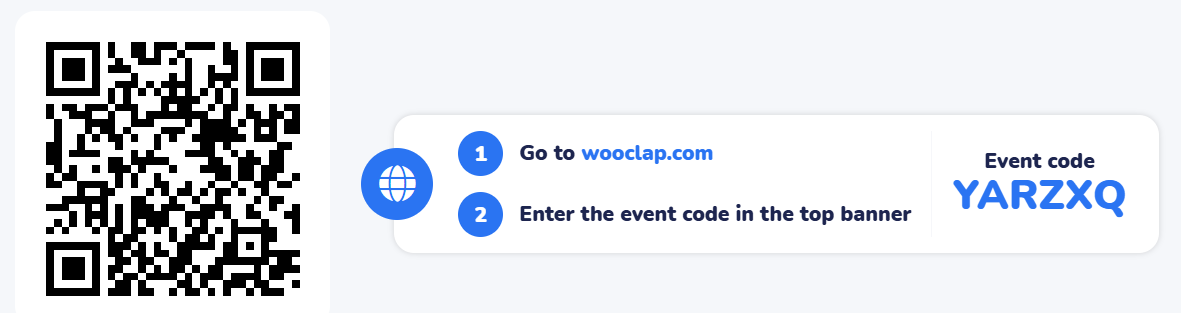 1 Go to wooclap.com
2 Enter the event code in the top banner
Event code
YARZXQ